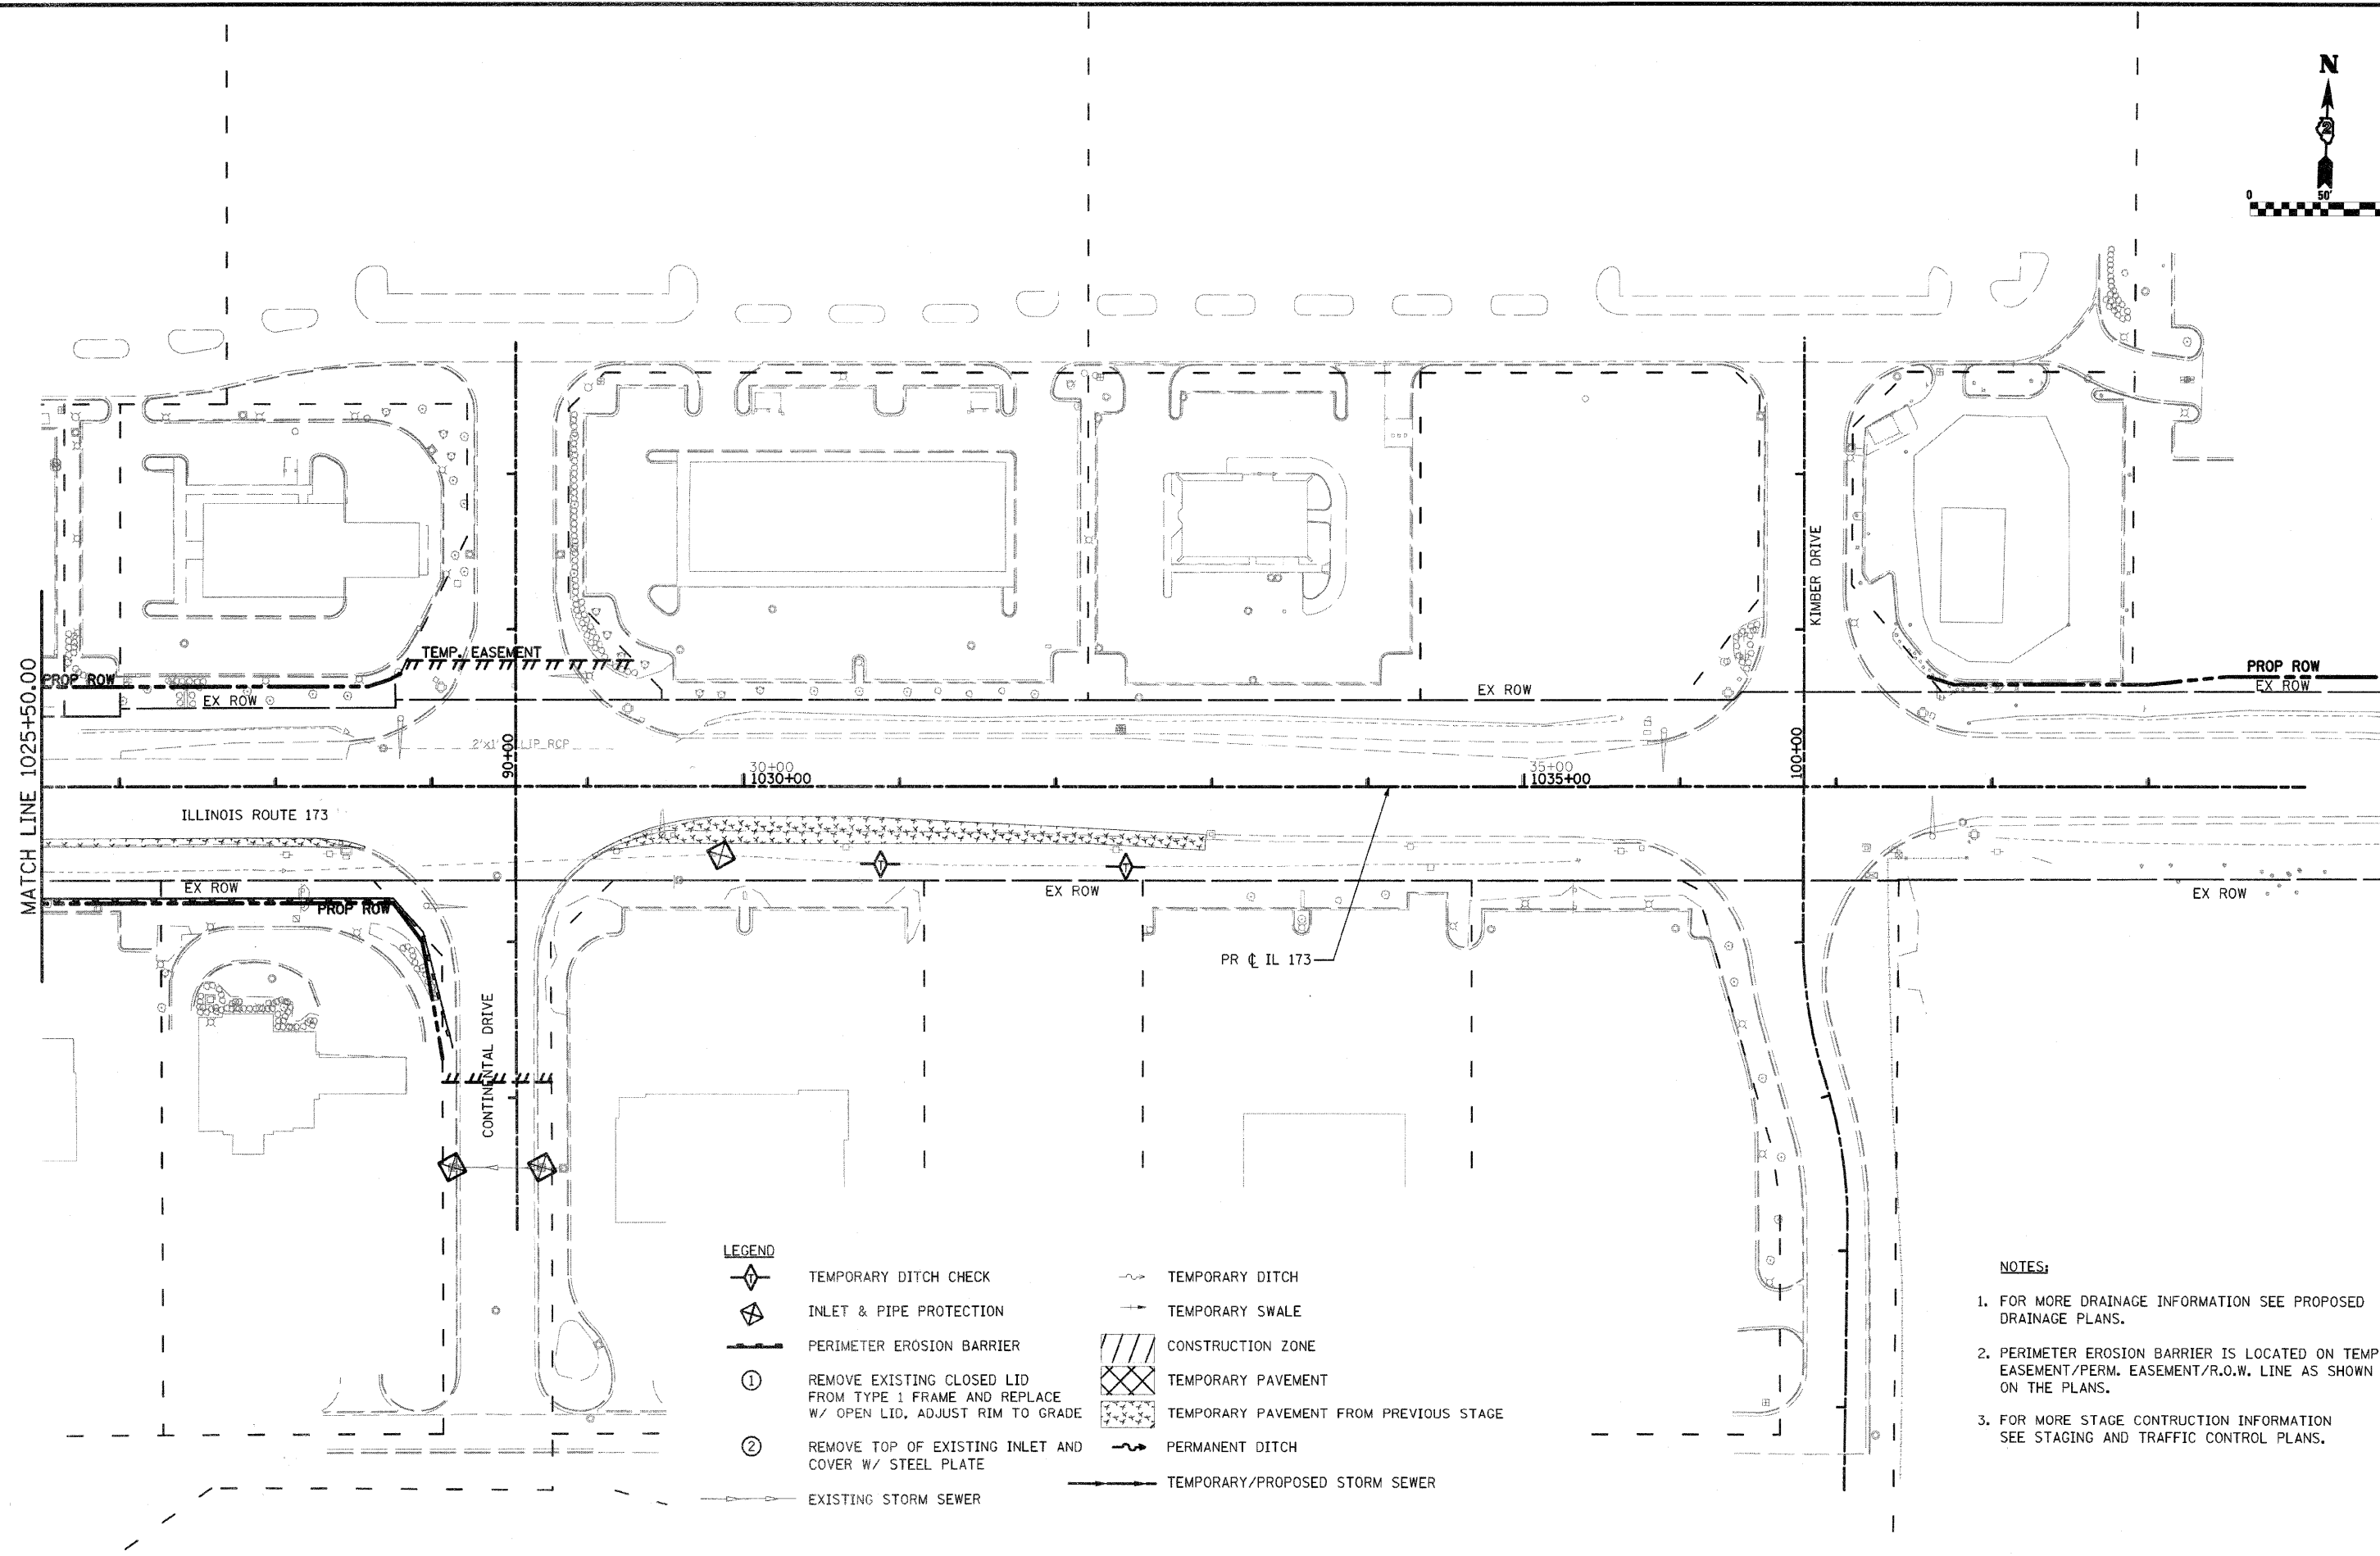 N
2
0
50'
MATCH LINE 1025+50.00
KIMBER DRIVE
TEMP. EASEMENT
PROP ROW
EX ROW
EX ROW
PROP ROW
EX ROW
90+00
30+00
1030+00
35+00
1035+00
100+00
ILLINOIS ROUTE 173
T
T
EX ROW
PROP ROW
EX ROW
EX ROW
PR ℄ IL 173
CONTINENTAL DRIVE
LEGEND
T TEMPORARY DITCH CHECK
INLET & PIPE PROTECTION
PERIMETER EROSION BARRIER
1 REMOVE EXISTING CLOSED LID
FROM TYPE 1 FRAME AND REPLACE
W/ OPEN LID, ADJUST RIM TO GRADE
2 REMOVE TOP OF EXISTING INLET AND
COVER W/ STEEL PLATE
EXISTING STORM SEWER
TEMPORARY DITCH
TEMPORARY SWALE
CONSTRUCTION ZONE
TEMPORARY PAVEMENT
TEMPORARY PAVEMENT FROM PREVIOUS STAGE
PERMANENT DITCH
TEMPORARY/PROPOSED STORM SEWER
NOTES:
1. FOR MORE DRAINAGE INFORMATION SEE PROPOSED
DRAINAGE PLANS.
2. PERIMETER EROSION BARRIER IS LOCATED ON TEMP
EASEMENT/PERM. EASEMENT/R.O.W. LINE AS SHOWN
ON THE PLANS.
3. FOR MORE STAGE CONTRUCTION INFORMATION
SEE STAGING AND TRAFFIC CONTROL PLANS.